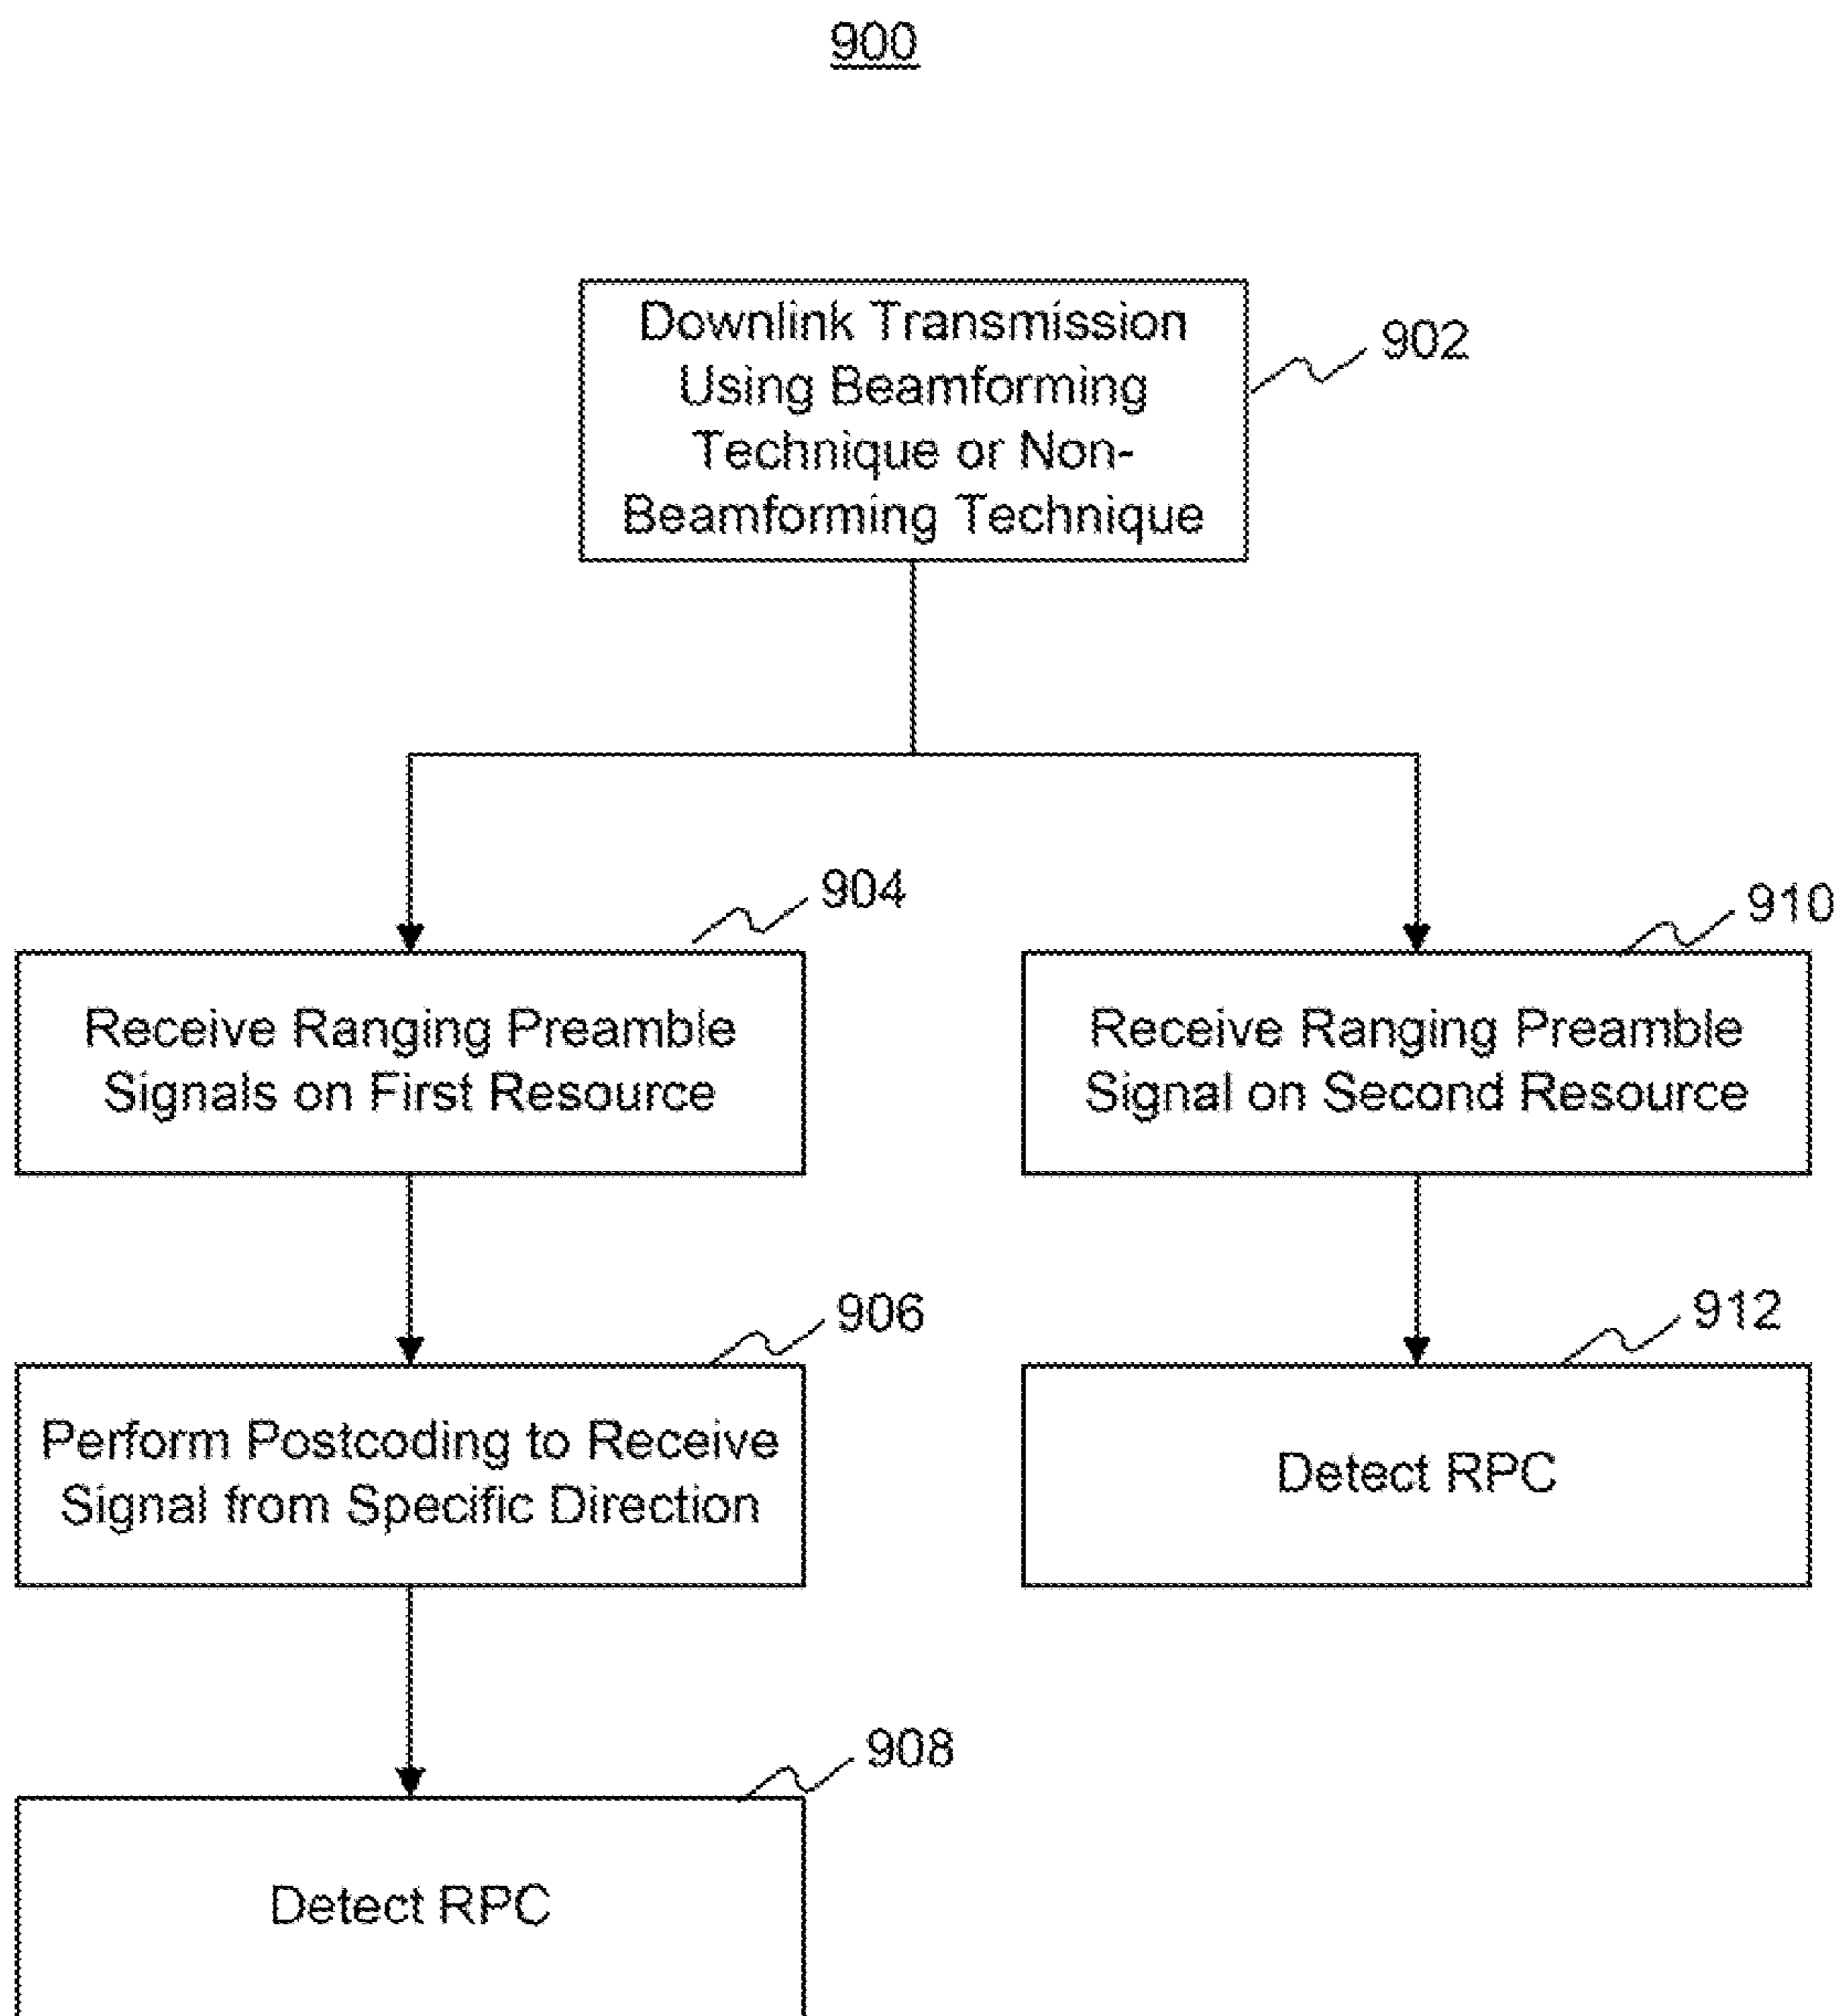 900
Downlink Transmission
Using Beamforming
Technique or Non-
Beamforming Technique
902
904
Receive Ranging Preamble
Signals on First Resource
910
Receive Ranging Preamble
Signal on Second Resource
906
Perform Postcoding to Receive
Signal from Specific Direction
912
Detect RPC
908
Detect RPC